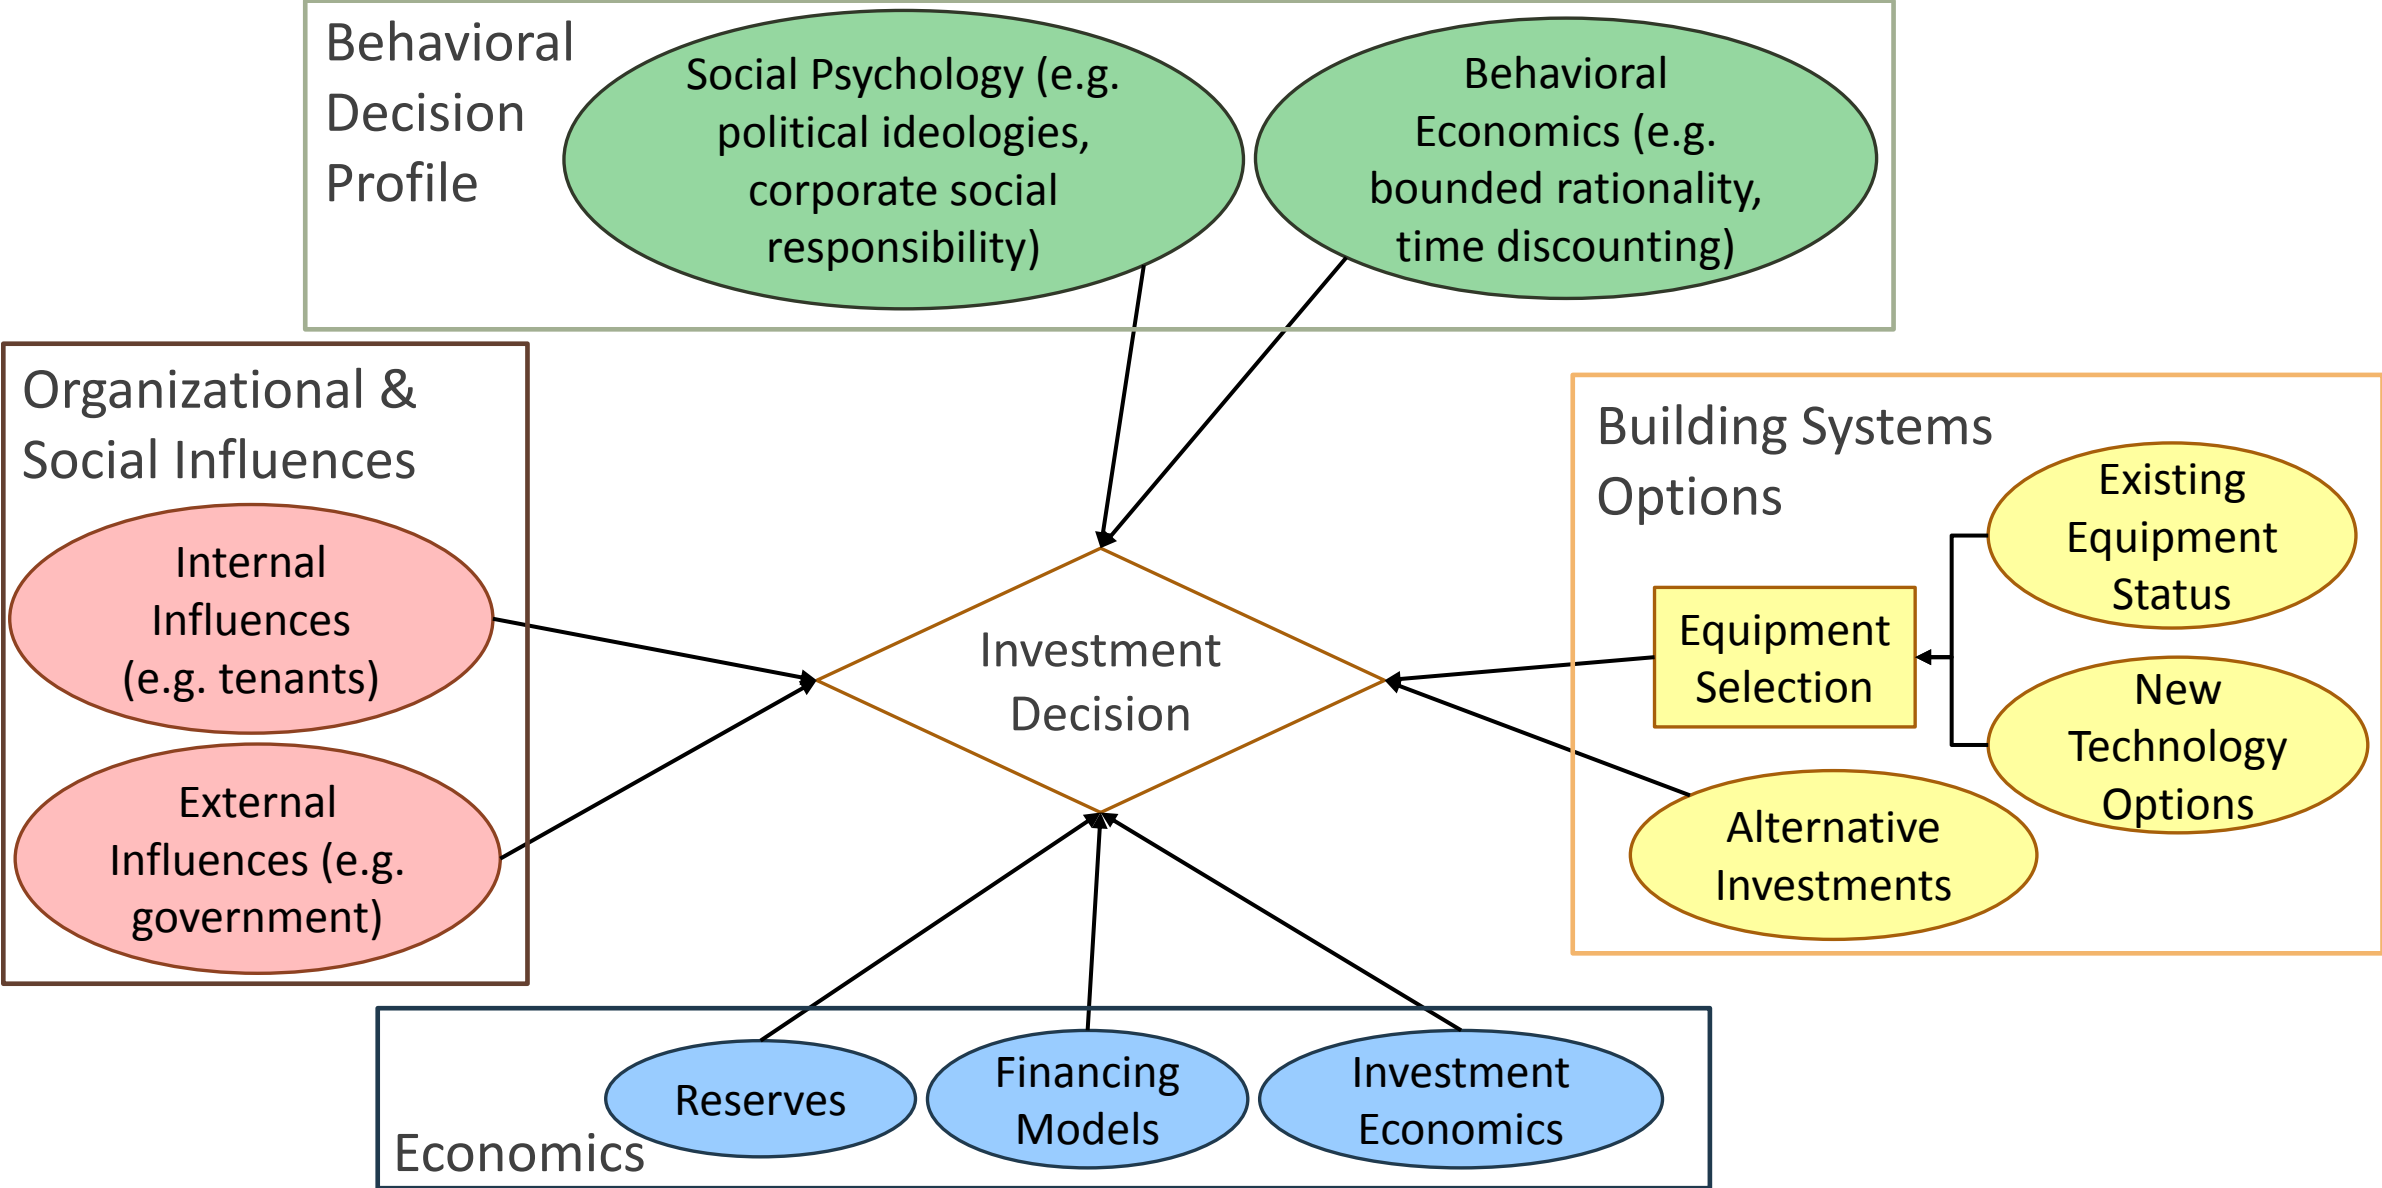 Behavioral
Decision
Profile
Social Psychology (e.g.
political ideologies,
corporate social
responsibility)
Behavioral
Economics (e.g.
bounded rationality,
time discounting)
Organizational &
Social Influences
Internal
Influences
(e.g. tenants)
External
Influences (e.g.
government)
Investment
Decision
Building Systems
Options
Existing
Equipment
Status
Equipment
Selection
New
Technology
Options
Alternative
Investments
Economics
Reserves
Financing
Models
Investment
Economics